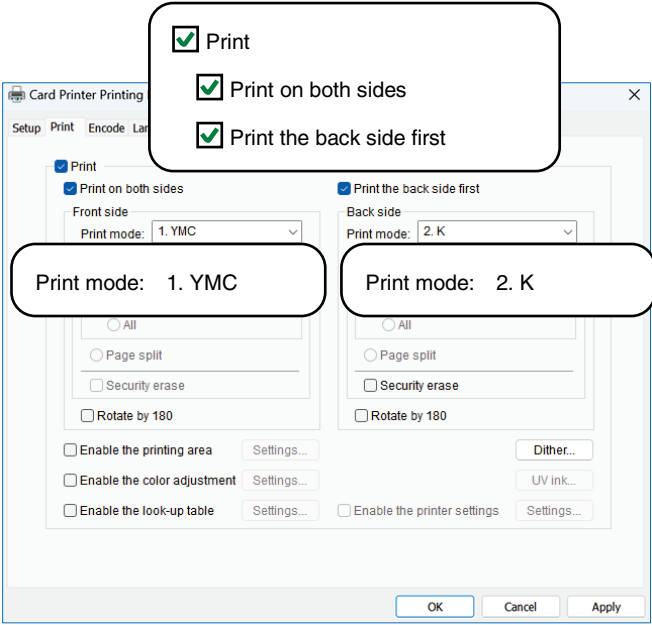 Print
Print on both sides
Print the back side first
Card Printer Printing
Setup Print Encode Lar
Print
Print on both sides
Print the back side first
Front side
Back side
Print mode: 1. YMC
Print mode: 2. K
Print mode: 1. YMC
Print mode: 2. K
All
All
Page split
Page split
Security erase
Security erase
Rotate by 180
Rotate by 180
Enable the printing area Settings... Dither...
Enable the color adjustment Settings... UV ink...
Enable the look-up table Settings... Enable the printer settings Settings...
OK Cancel Apply